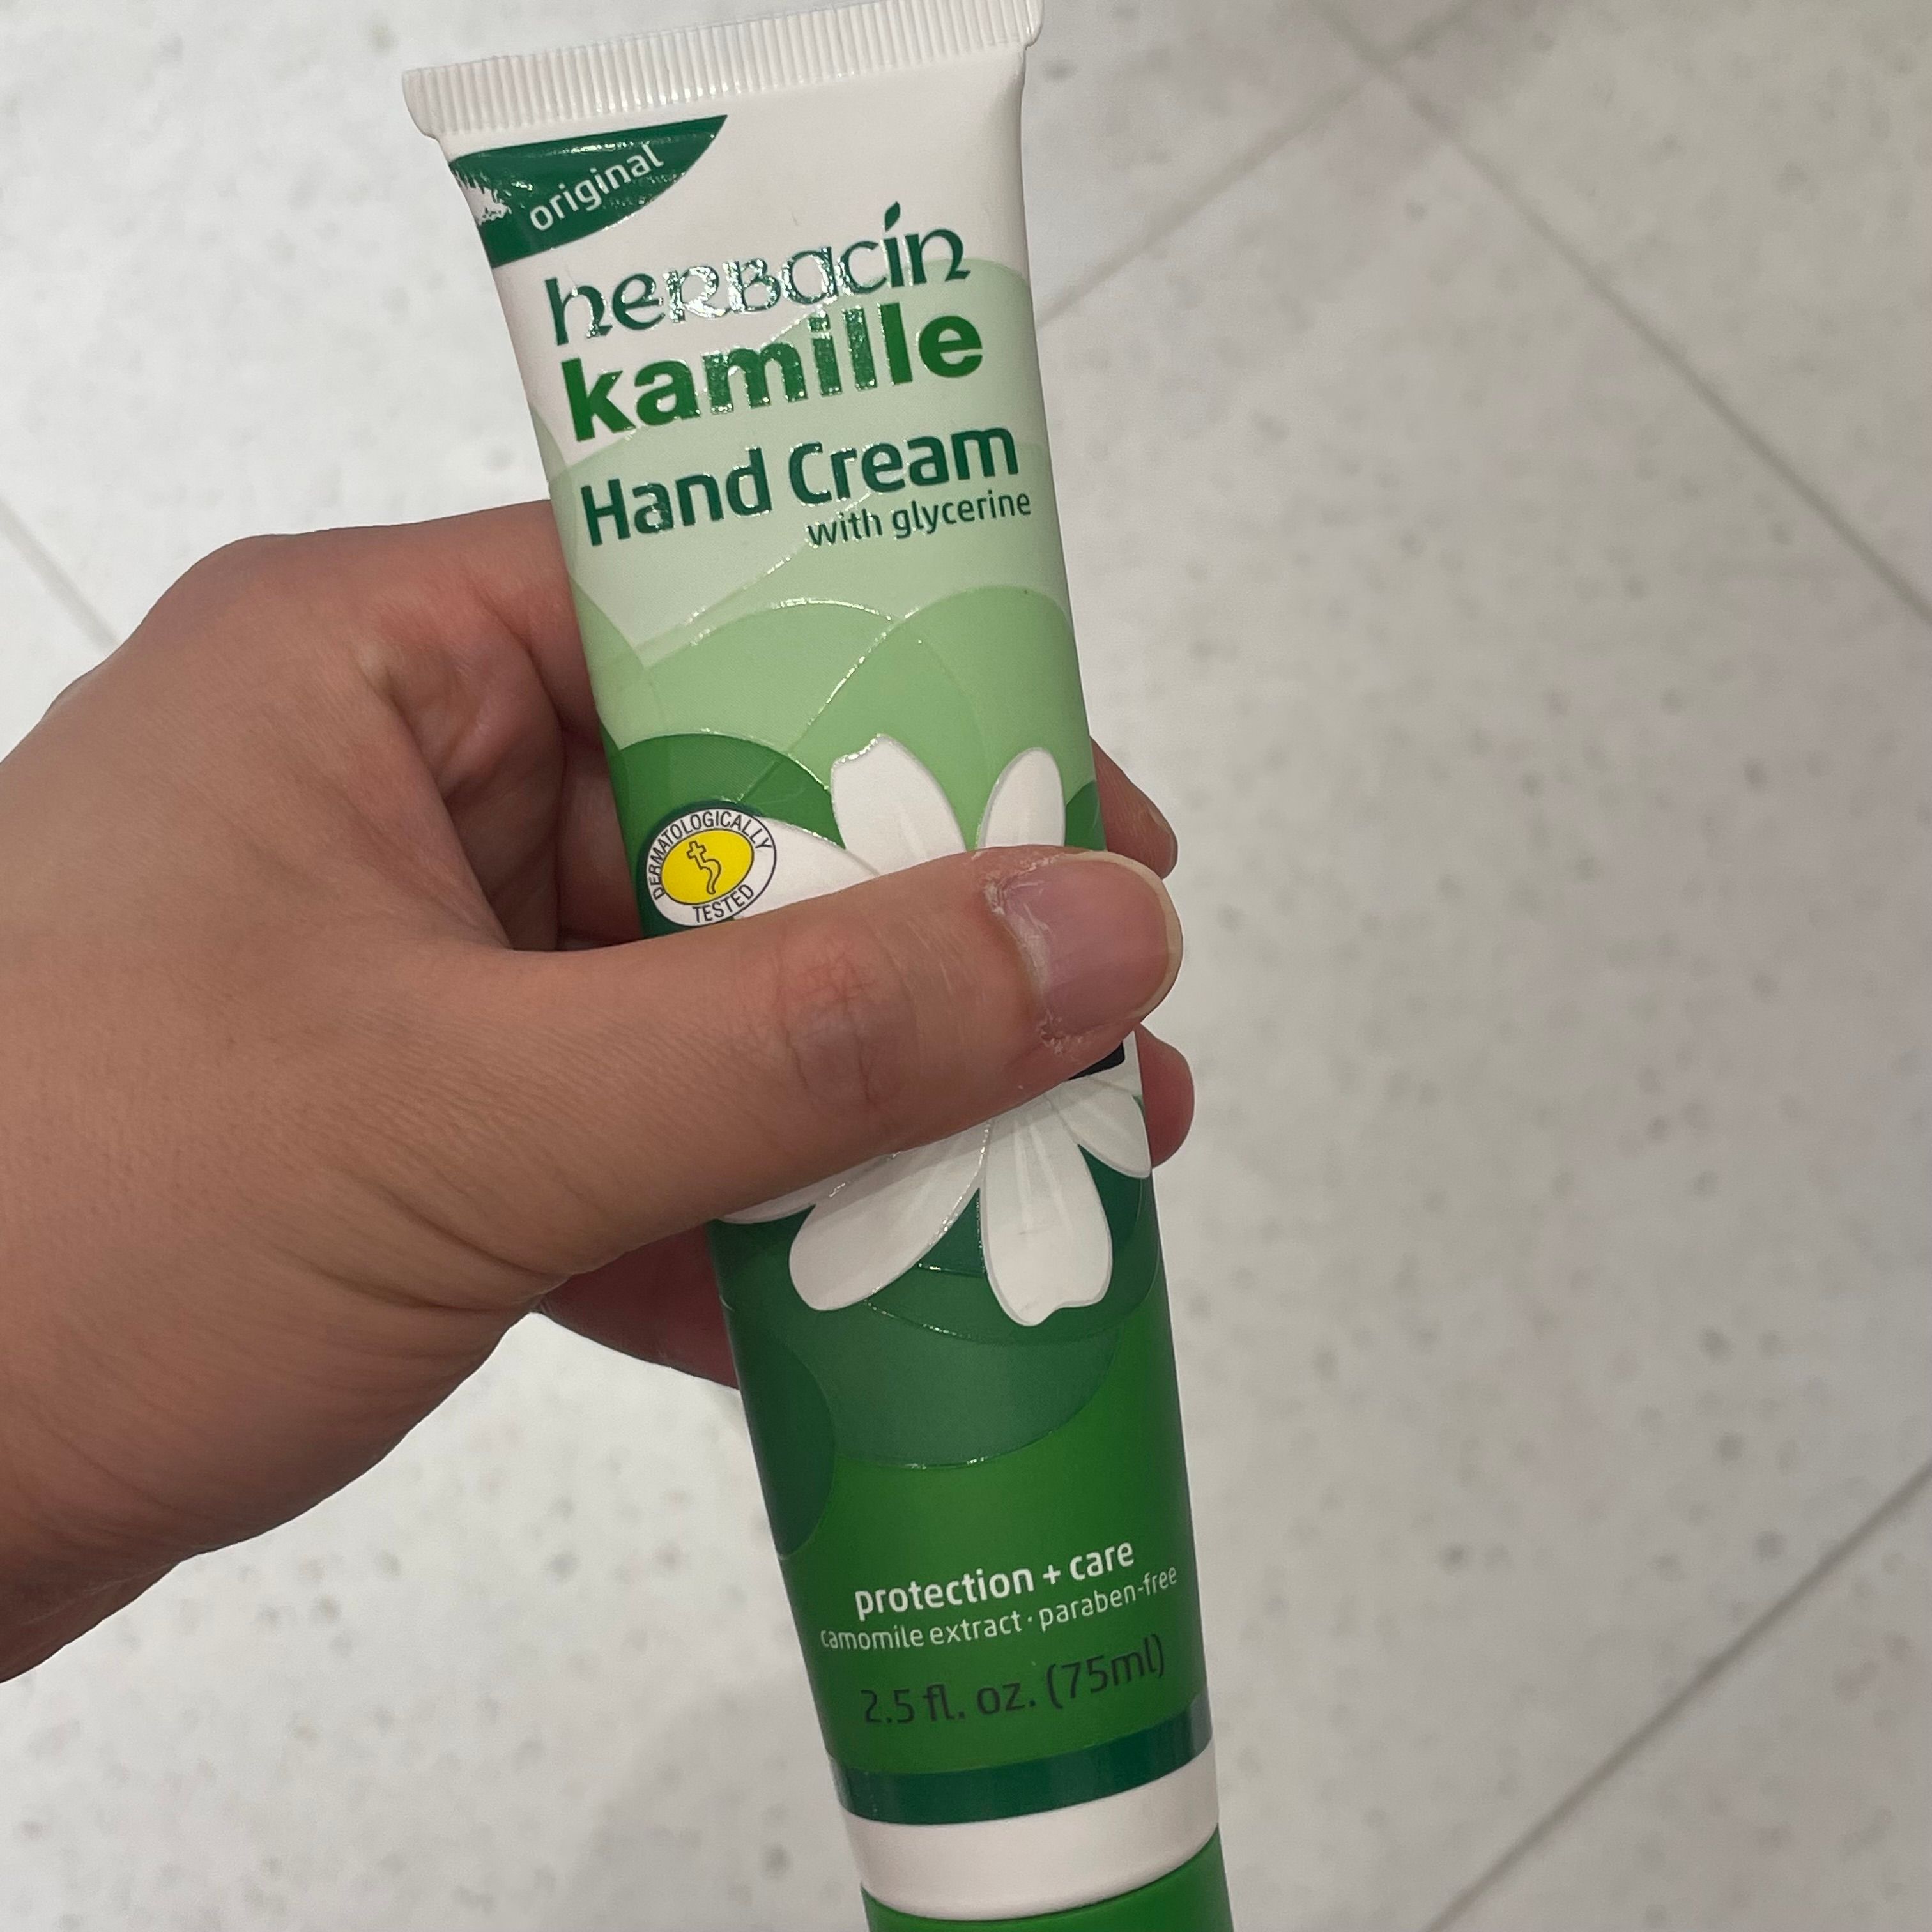 original
herbacin
kamille
Hand Cream
with glycerine
DERMATOLOGICALLY
TESTED
protection + care
camomile extract · paraben-free
2.5 fl. oz. (75ml)